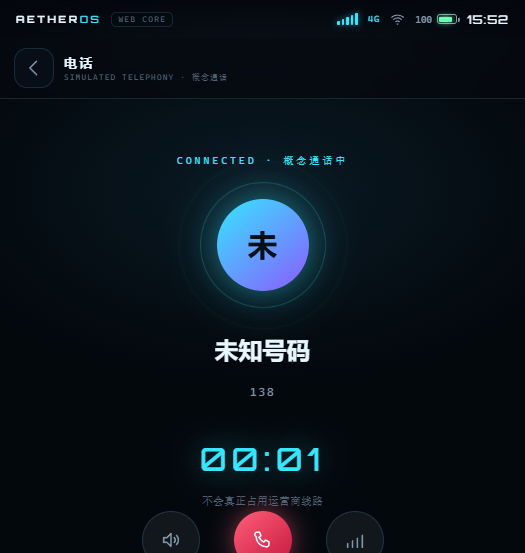 AETHEROS WEB CORE 4G 100 15:52
电话
SIMULATED TELEPHONY · 概念通话
CONNECTED · 概念通话中
未
未知号码
138
00:01
不会真正占用运营商线路